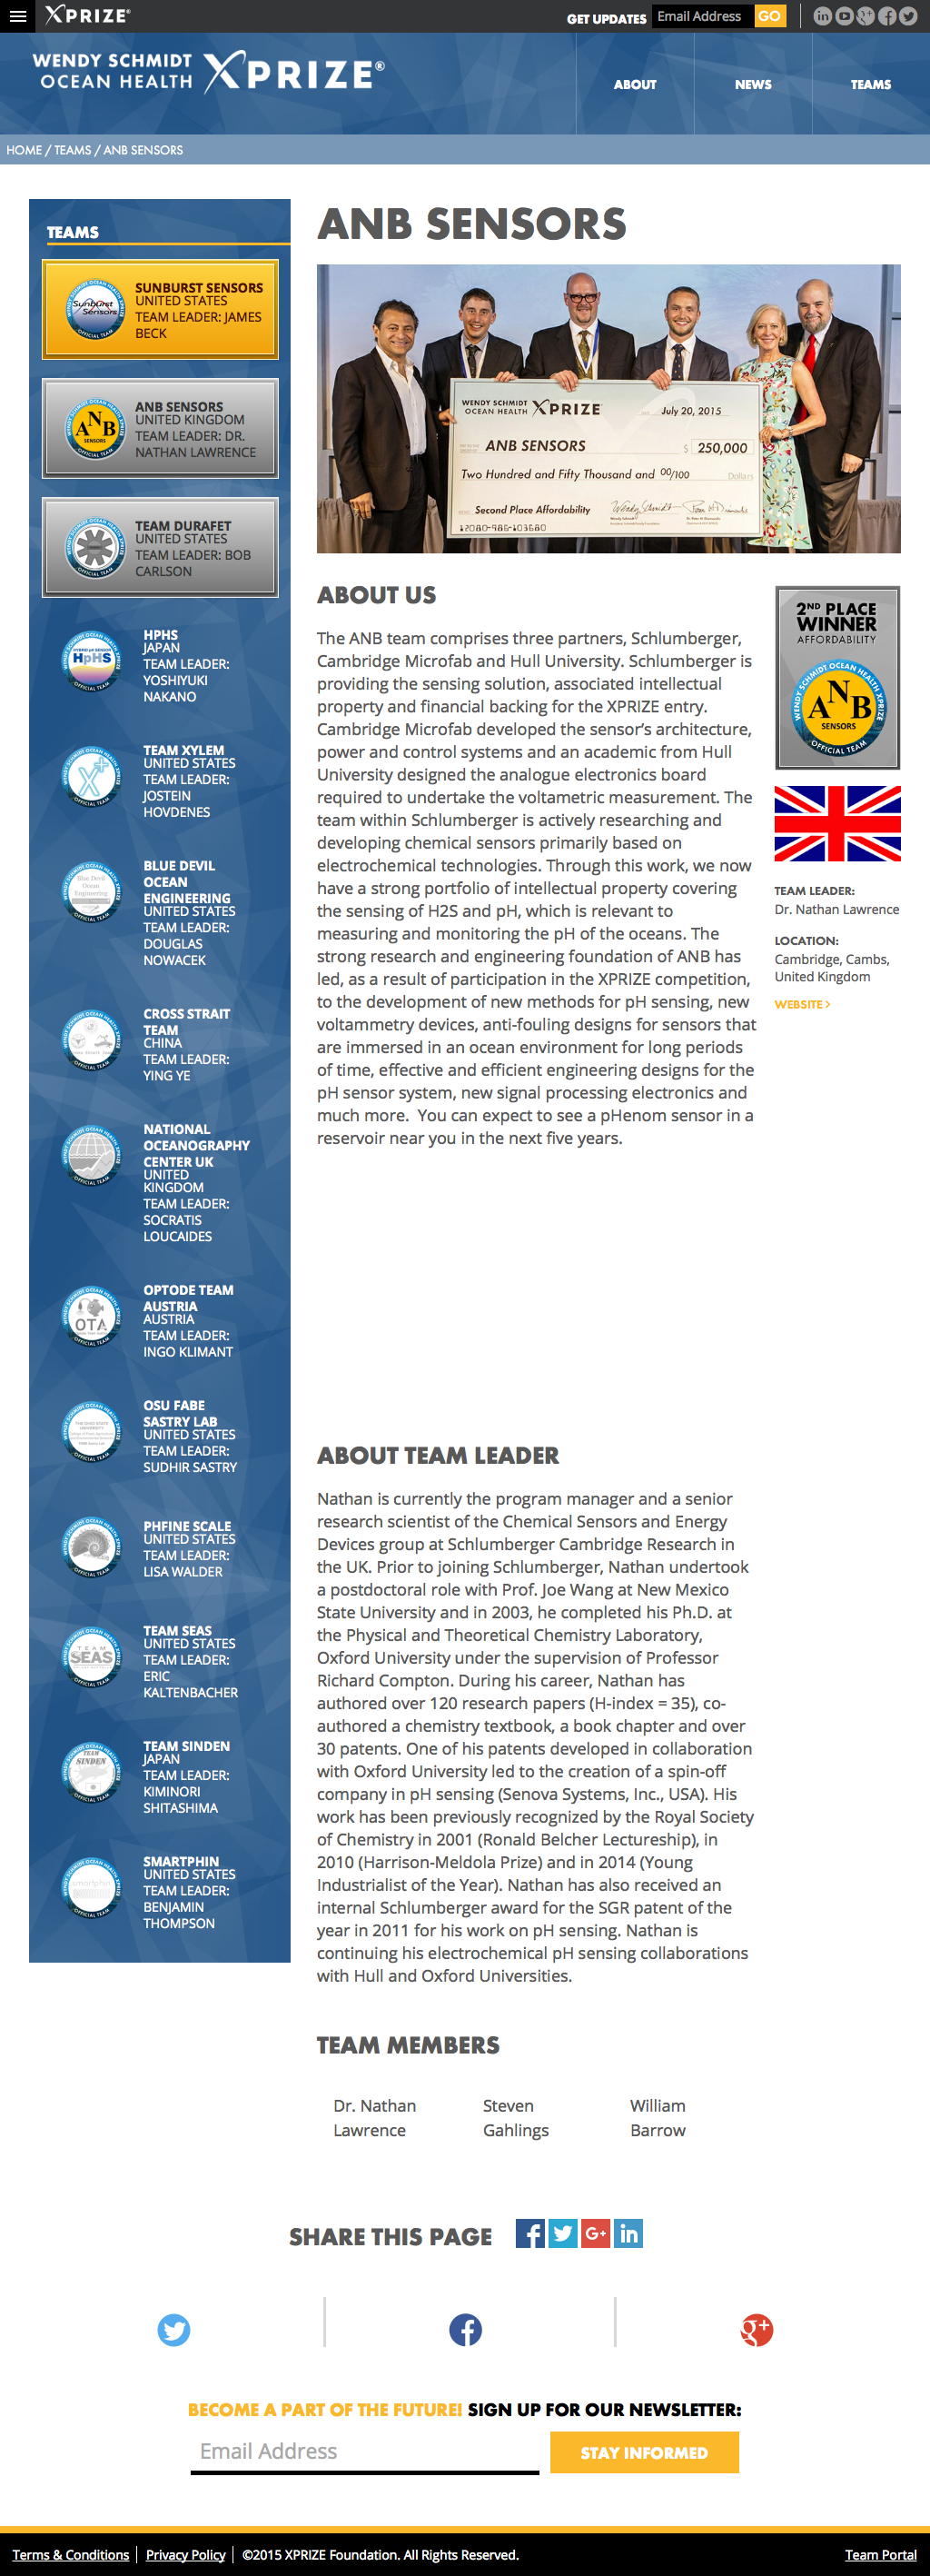 XPRIZE®
GET UPDATES
Email Address
GO
WENDY SCHMIDT
OCEAN HEALTH
XPRIZE®
ABOUT
NEWS
TEAMS
HOME / TEAMS / ANB SENSORS
TEAMS
SUNBURST SENSORS
UNITED STATES
TEAM LEADER: JAMES
BECK
ANB SENSORS
UNITED KINGDOM
TEAM LEADER: DR.
NATHAN LAWRENCE
TEAM DURAFET
UNITED STATES
TEAM LEADER: BOB
CARLSON
HPHS
JAPAN
TEAM LEADER:
YOSHIYUKI
NAKANO
TEAM XYLEM
UNITED STATES
TEAM LEADER:
JOSTEIN
HOVDENES
BLUE DEVIL
OCEAN
ENGINEERING
UNITED STATES
TEAM LEADER:
DOUGLAS
NOWACEK
CROSS STRAIT
TEAM
CHINA
TEAM LEADER:
YING YE
NATIONAL
OCEANOGRAPHY
CENTER UK
UNITED
KINGDOM
TEAM LEADER:
SOCRATIS
LOUCAIDES
OPTODE TEAM
AUSTRIA
AUSTRIA
TEAM LEADER:
INGO KLIMANT
OSU FABE
SASTRY LAB
UNITED STATES
TEAM LEADER:
SUDHIR SASTRY
PHFINE SCALE
UNITED STATES
TEAM LEADER:
LISA WALDER
TEAM SEAS
UNITED STATES
TEAM LEADER:
ERIC
KALTENBACHER
TEAM SINDEN
JAPAN
TEAM LEADER:
KIMINORI
SHITASHIMA
SMARTPHIN
UNITED STATES
TEAM LEADER:
BENJAMIN
THOMPSON
ANB SENSORS
WENDY SCHMIDT
OCEAN HEALTH XPRIZE
July 20, 2015
ANB SENSORS
$ 250,000
Two Hundred and Fifty Thousand and 00/100 Dollars
Second Place Affordability
ABOUT US
The ANB team comprises three partners, Schlumberger,
Cambridge Microfab and Hull University. Schlumberger is
providing the sensing solution, associated intellectual
property and financial backing for the XPRIZE entry.
Cambridge Microfab developed the sensor's architecture,
power and control systems and an academic from Hull
University designed the analogue electronics board
required to undertake the voltametric measurement. The
team within Schlumberger is actively researching and
developing chemical sensors primarily based on
electrochemical technologies. Through this work, we now
have a strong portfolio of intellectual property covering
the sensing of H2S and pH, which is relevant to
measuring and monitoring the pH of the oceans. The
strong research and engineering foundation of ANB has
led, as a result of participation in the XPRIZE competition,
to the development of new methods for pH sensing, new
voltammetry devices, anti-fouling designs for sensors that
are immersed in an ocean environment for long periods
of time, effective and efficient engineering designs for the
pH sensor system, new signal processing electronics and
much more.  You can expect to see a pHenom sensor in a
reservoir near you in the next five years.
2ND PLACE
WINNER
AFFORDABILITY
WENDY SCHMIDT OCEAN HEALTH XPRIZE
ANB
SENSORS
OFFICIAL TEAM
TEAM LEADER:
Dr. Nathan Lawrence
LOCATION:
Cambridge, Cambs,
United Kingdom
WEBSITE >
ABOUT TEAM LEADER
Nathan is currently the program manager and a senior
research scientist of the Chemical Sensors and Energy
Devices group at Schlumberger Cambridge Research in
the UK. Prior to joining Schlumberger, Nathan undertook
a postdoctoral role with Prof. Joe Wang at New Mexico
State University and in 2003, he completed his Ph.D. at
the Physical and Theoretical Chemistry Laboratory,
Oxford University under the supervision of Professor
Richard Compton. During his career, Nathan has
authored over 120 research papers (H-index = 35), co-
authored a chemistry textbook, a book chapter and over
30 patents. One of his patents developed in collaboration
with Oxford University led to the creation of a spin-off
company in pH sensing (Senova Systems, Inc., USA). His
work has been previously recognized by the Royal Society
of Chemistry in 2001 (Ronald Belcher Lectureship), in
2010 (Harrison-Meldola Prize) and in 2014 (Young
Industrialist of the Year). Nathan has also received an
internal Schlumberger award for the SGR patent of the
year in 2011 for his work on pH sensing. Nathan is
continuing his electrochemical pH sensing collaborations
with Hull and Oxford Universities.
TEAM MEMBERS
Dr. Nathan
Lawrence
Steven
Gahlings
William
Barrow
SHARE THIS PAGE
BECOME A PART OF THE FUTURE! SIGN UP FOR OUR NEWSLETTER:
Email Address
STAY INFORMED
Terms & Conditions | Privacy Policy | ©2015 XPRIZE Foundation. All Rights Reserved.
Team Portal